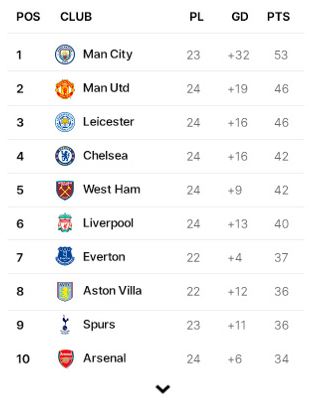 POS CLUB PL GD PTS
1 Man City 23 +32 53
2 Man Utd 24 +19 46
3 Leicester 24 +16 46
4 Chelsea 24 +16 42
5 West Ham 24 +9 42
6 Liverpool 24 +13 40
7 Everton 22 +4 37
8 Aston Villa 22 +12 36
9 Spurs 23 +11 36
10 Arsenal 24 +6 34